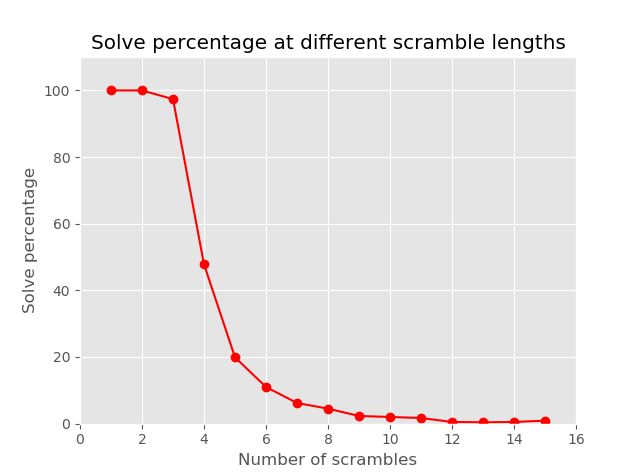 Solve percentage at different scramble lengths
100
80
60
40
20
0
Solve percentage
0 2 4 6 8 10 12 14 16
Number of scrambles